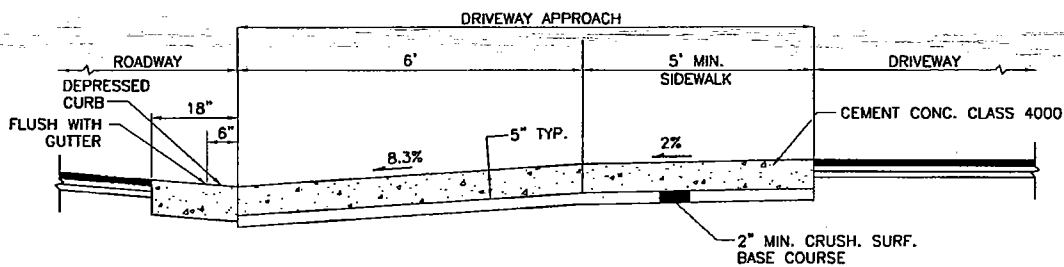 DRIVEWAY APPROACH
ROADWAY
6'
5' MIN.
SIDEWALK
DRIVEWAY
DEPRESSED
CURB
18"
FLUSH WITH
GUTTER
6"
5" TYP.
8.3%
2%
CEMENT CONC. CLASS 4000
2" MIN. CRUSH. SURF.
BASE COURSE